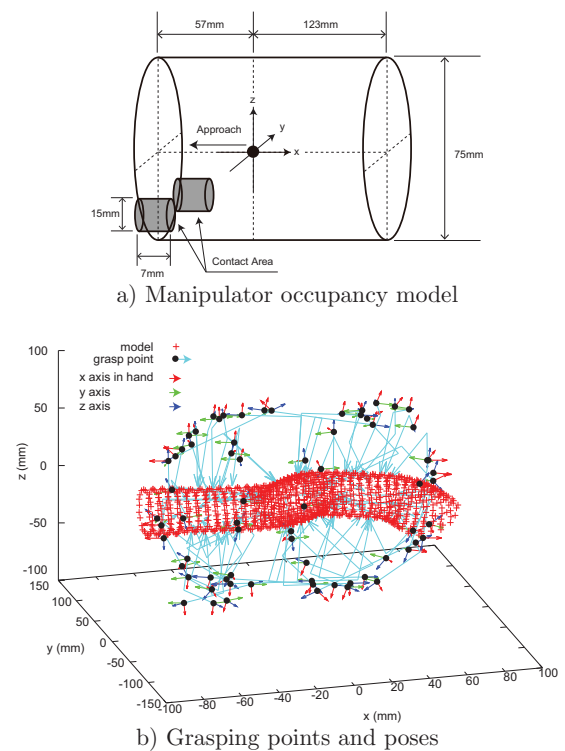 57mm 123mm
z
y
Approach
x
75mm
15mm
Contact Area
7mm
a) Manipulator occupancy model
100
model
grasp point
x axis in hand
y axis
z axis
50
0
z (mm)
-50
-100
150
100
50
0
y (mm)
-50
-100
-150
-100
-80
-60
-40
-20
0
20
40
60
80
100
x (mm)
b) Grasping points and poses